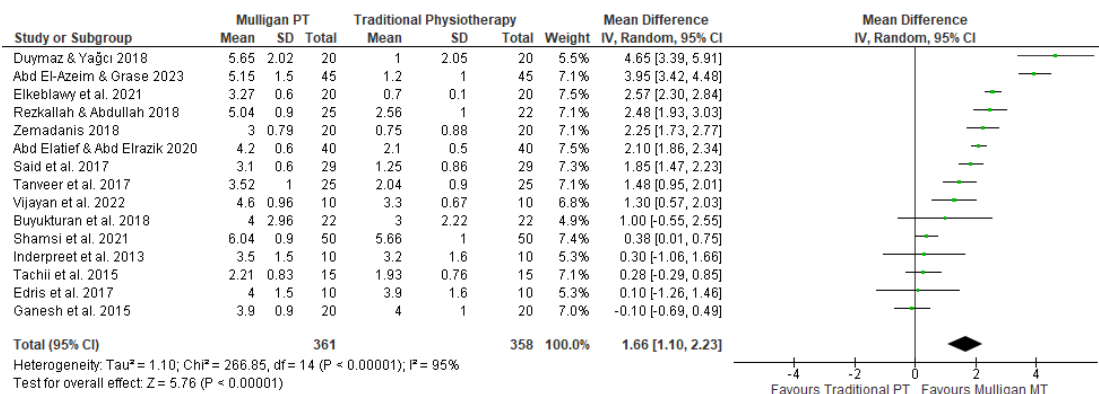 Mulligan PT Traditional Physiotherapy Mean Difference Mean Difference
Study or Subgroup Mean SD Total Mean SD Total Weight IV, Random, 95% CI IV, Random, 95% CI
Duymaz & Yağcı 2018 5.65 2.02 20 1 2.05 20 5.5% 4.65 [3.39, 5.91]
Abd El-Azeim & Grase 2023 5.15 1.5 45 1.2 1 45 7.1% 3.95 [3.42, 4.48]
Elkeblawy et al. 2021 3.27 0.6 20 0.7 0.1 20 7.5% 2.57 [2.30, 2.84]
Rezkallah & Abdullah 2018 5.04 0.9 25 2.56 1 22 7.1% 2.48 [1.93, 3.03]
Zemadanis 2018 3 0.79 20 0.75 0.88 20 7.1% 2.25 [1.73, 2.77]
Abd Elatief & Abd Elrazik 2020 4.2 0.6 40 2.1 0.5 40 7.5% 2.10 [1.86, 2.34]
Said et al. 2017 3.1 0.6 29 1.25 0.86 29 7.4% 1.85 [1.47, 2.23]
Tanveer et al. 2017 3.52 1 25 2.04 0.9 25 7.1% 1.48 [0.95, 2.01]
Vijayan et al. 2022 4.6 0.96 10 3.3 0.67 10 6.8% 1.30 [0.57, 2.03]
Buyukturan et al. 2018 4 2.96 22 3 2.22 22 4.9% 1.00 [-0.55, 2.55]
Shamsi et al. 2021 6.04 0.9 50 5.66 1 50 7.4% 0.38 [0.01, 0.75]
Inderpreet et al. 2013 3.5 1.5 10 3.2 1.6 10 5.3% 0.30 [-1.06, 1.66]
Tachii et al. 2015 2.21 0.83 15 1.93 0.76 15 7.1% 0.28 [-0.29, 0.85]
Edris et al. 2017 4 1.5 10 3.9 1.6 10 5.3% 0.10 [-1.26, 1.46]
Ganesh et al. 2015 3.9 0.9 20 4 1 20 7.0% -0.10 [-0.69, 0.49]
Total (95% CI) 361 358 100.0% 1.66 [1.10, 2.23]
Heterogeneity: Tau² = 1.10; Chi² = 266.85, df = 14 (P < 0.00001); I² = 95%
Test for overall effect: Z = 5.76 (P < 0.00001)
-4 -2 0 2 4
Favours Traditional PT Favours Mulligan MT